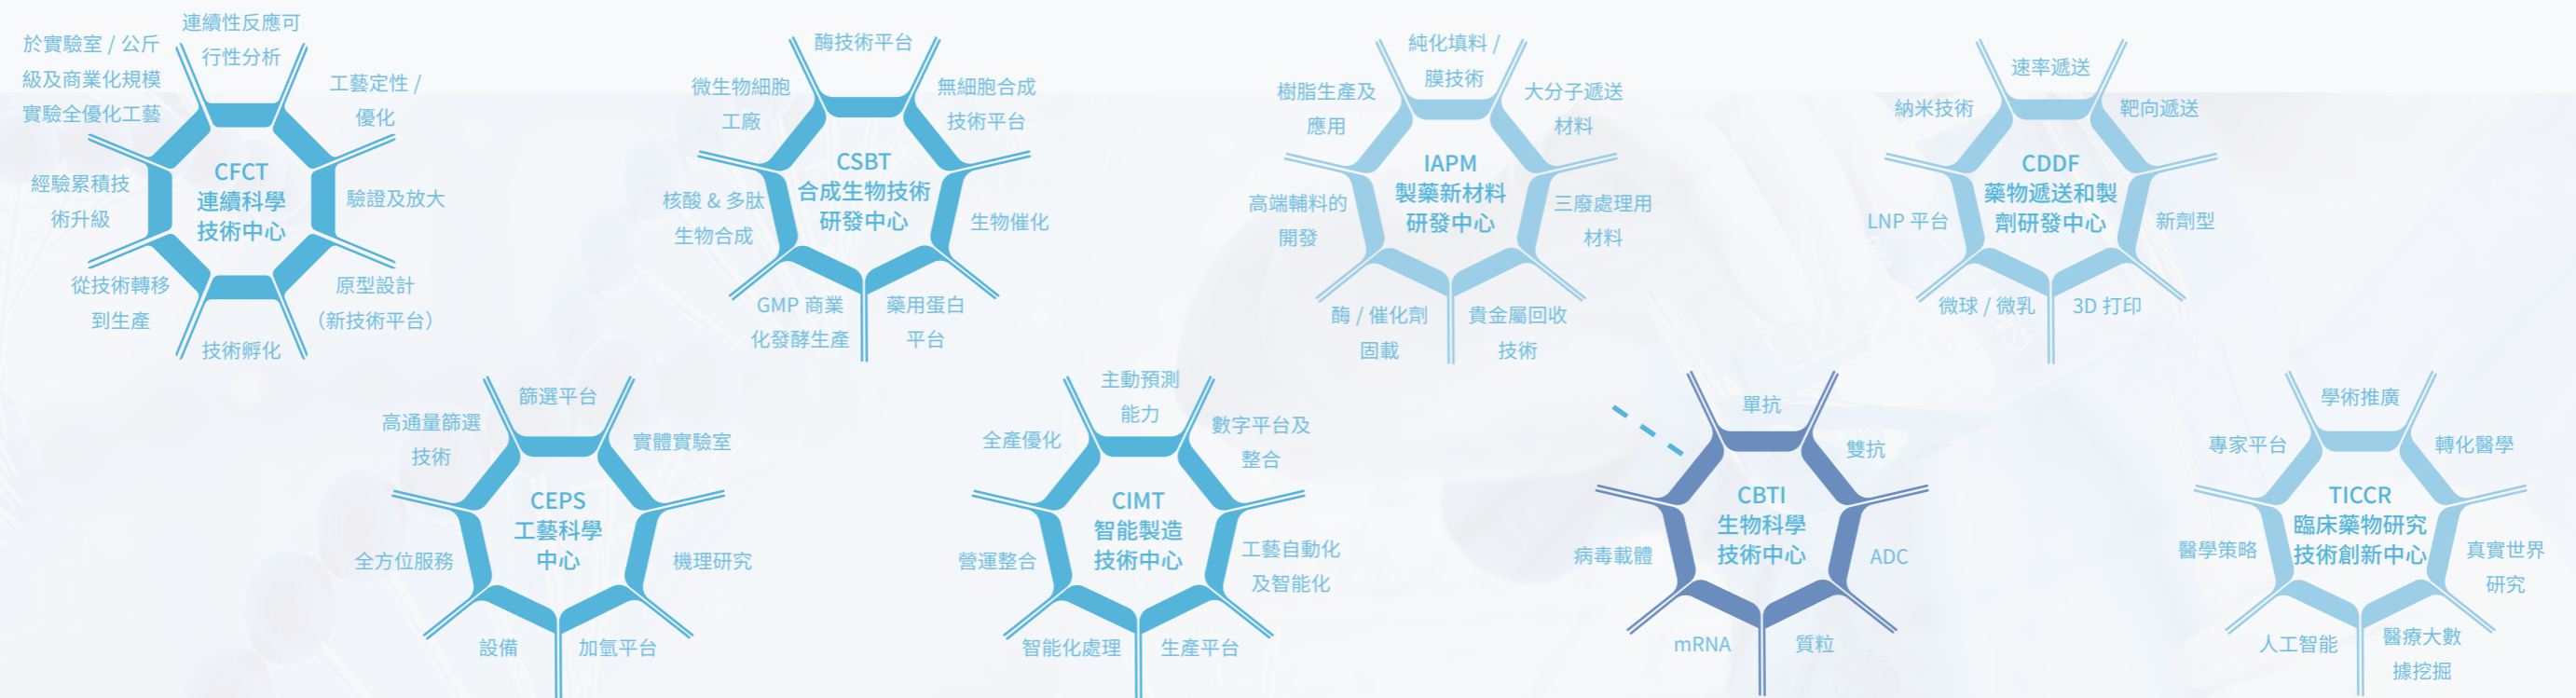 連續性反應可
行性分析
於實驗室 / 公斤
級及商業化規模
實驗全優化工藝
工藝定性 /
優化
CFCT
連續科學
技術中心
經驗累積技
術升級
驗證及放大
從技術轉移
到生產
原型設計
（新技術平台）
技術孵化
酶技術平台
微生物細胞
工廠
無細胞合成
技術平台
CSBT
合成生物技術
研發中心
核酸 & 多肽
生物合成
生物催化
GMP 商業
化發酵生產
藥用蛋白
平台
純化填料 /
膜技術
樹脂生產及
應用
大分子遞送
材料
IAPM
製藥新材料
研發中心
高端輔料的
開發
三廢處理用
材料
酶 / 催化劑
固載
貴金屬回收
技術
速率遞送
納米技術
靶向遞送
CDDF
藥物遞送和製
劑研發中心
LNP 平台
新劑型
微球 / 微乳
3D 打印
篩選平台
高通量篩選
技術
實體實驗室
CEPS
工藝科學
中心
全方位服務
機理研究
設備
加氫平台
主動預測
能力
全產優化
數字平台及
整合
CIMT
智能製造
技術中心
營運整合
工藝自動化
及智能化
智能化處理
生產平台
單抗
雙抗
CBTI
生物科學
技術中心
病毒載體
ADC
mRNA
質粒
學術推廣
專家平台
轉化醫學
TICCR
臨床藥物研究
技術創新中心
醫學策略
真實世界
研究
人工智能
醫療大數
據挖掘